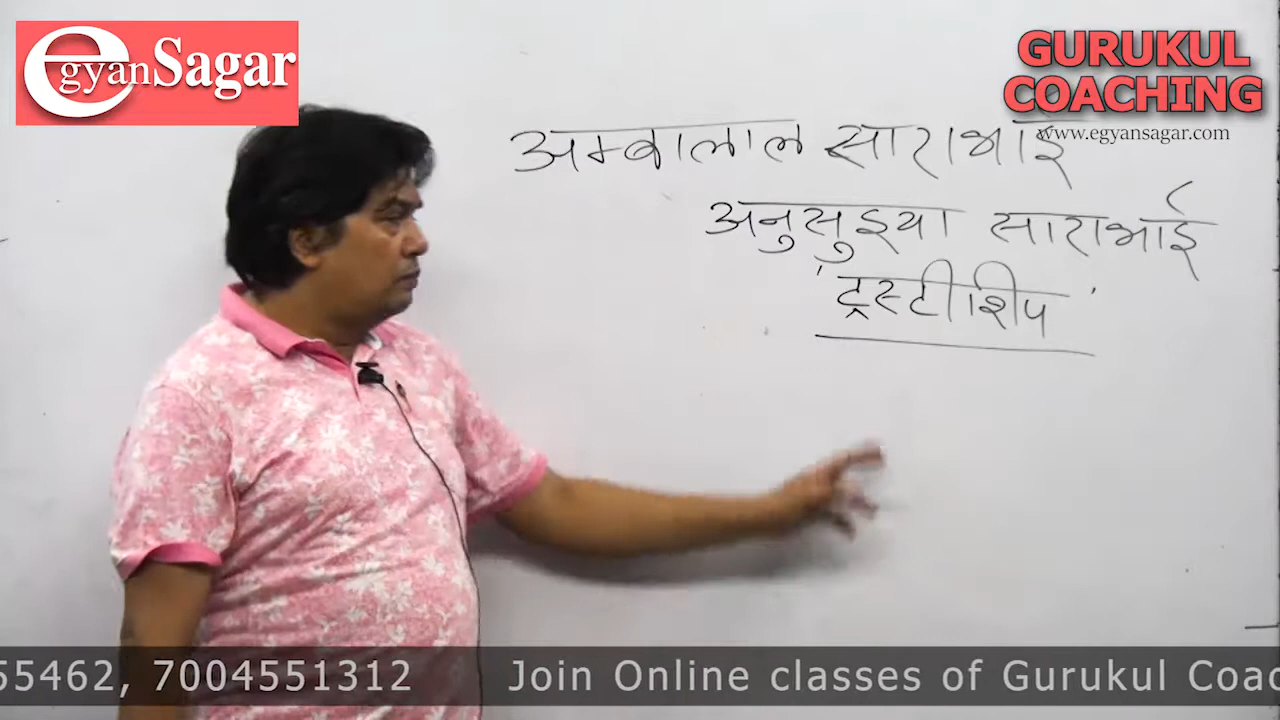 egyanSagar
GURUKUL
COACHING
www.egyansagar.com
अम्बालाल साराभाई
अनुसुइया साराभाई
'ट्रस्टीशिप'
55462, 7004551312 Join Online classes of Gurukul Coac